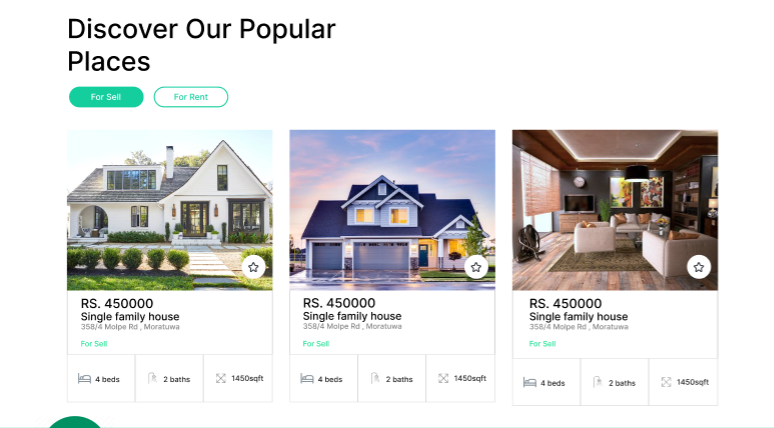 Discover Our Popular
Places
For Sell
For Rent
RS. 450000
Single family house
358/4 Molpe Rd , Moratuwa
For Sell
4 beds
2 baths
1450sqft
RS. 450000
Single family house
358/4 Molpe Rd , Moratuwa
For Sell
4 beds
2 baths
1450sqft
RS. 450000
Single family house
358/4 Molpe Rd , Moratuwa
For Sell
4 beds
2 baths
1450sqft